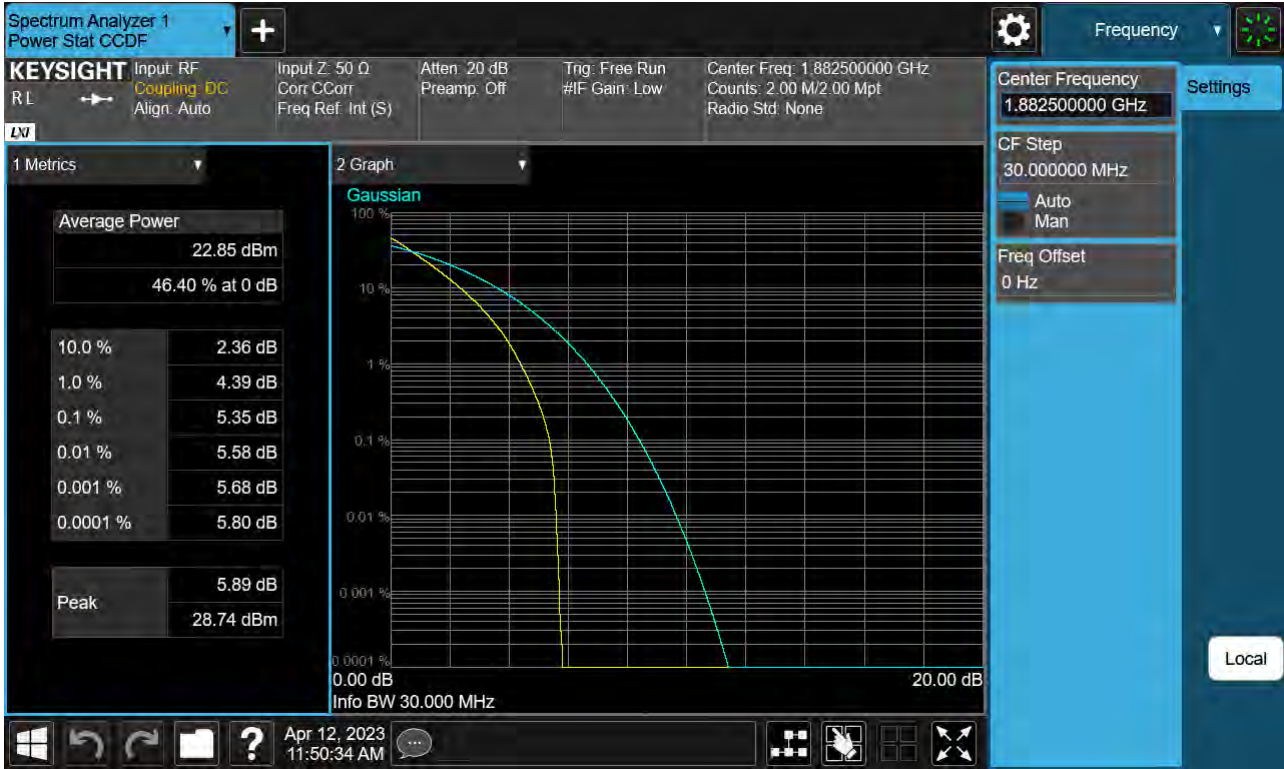 Spectrum Analyzer 1
Power Stat CCDF
Frequency
KEYSIGHT
R L
LXI
Input: RF
Coupling: DC
Align: Auto
Input Z: 50 Ω
Corr CCorr
Freq Ref: Int (S)
Atten: 20 dB
Preamp: Off
Trig: Free Run
#IF Gain: Low
Center Freq: 1.882500000 GHz
Counts: 2.00 M/2.00 Mpt
Radio Std: None
Center Frequency
1.882500000 GHz
Settings
CF Step
30.000000 MHz
Auto
Man
Freq Offset
0 Hz
Local
1 Metrics
Average Power
22.85 dBm
46.40 % at 0 dB
10.0 % 2.36 dB
1.0 % 4.39 dB
0.1 % 5.35 dB
0.01 % 5.58 dB
0.001 % 5.68 dB
0.0001 % 5.80 dB
Peak
5.89 dB
28.74 dBm
2 Graph
Gaussian
100 %
10 %
1 %
0.1 %
0.01 %
0.001 %
0.0001 %
0.00 dB 20.00 dB
Info BW 30.000 MHz
?
Apr 12, 2023
11:50:34 AM